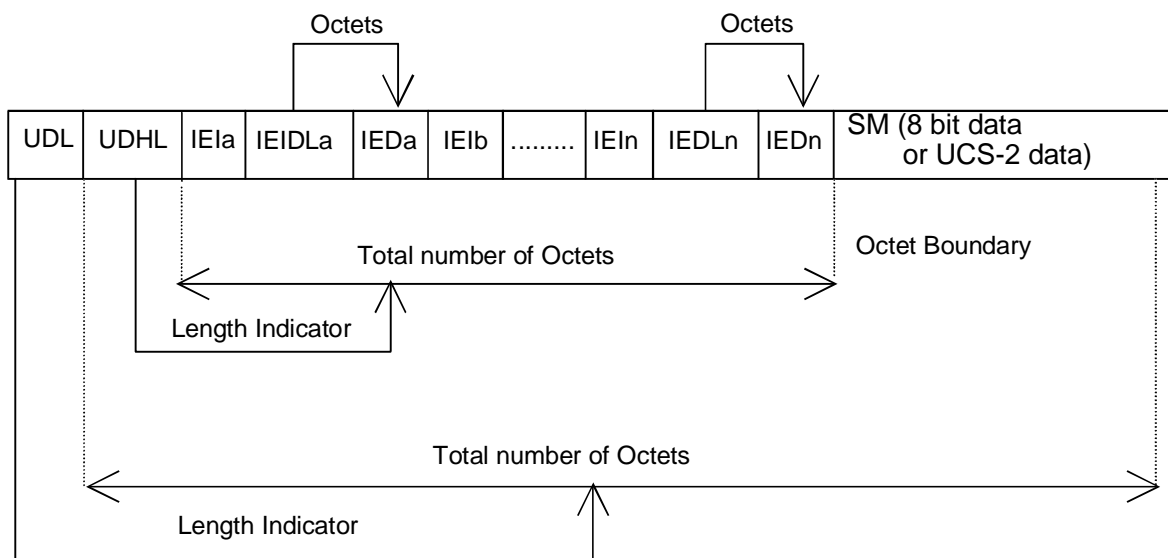 Octets Octets
UDL UDHL IEIa IEIDLa IEDa IEIb ......... IEIn IEDLn IEDn SM (8 bit data
or UCS-2 data)
Total number of Octets Octet Boundary
Length Indicator
Total number of Octets
Length Indicator